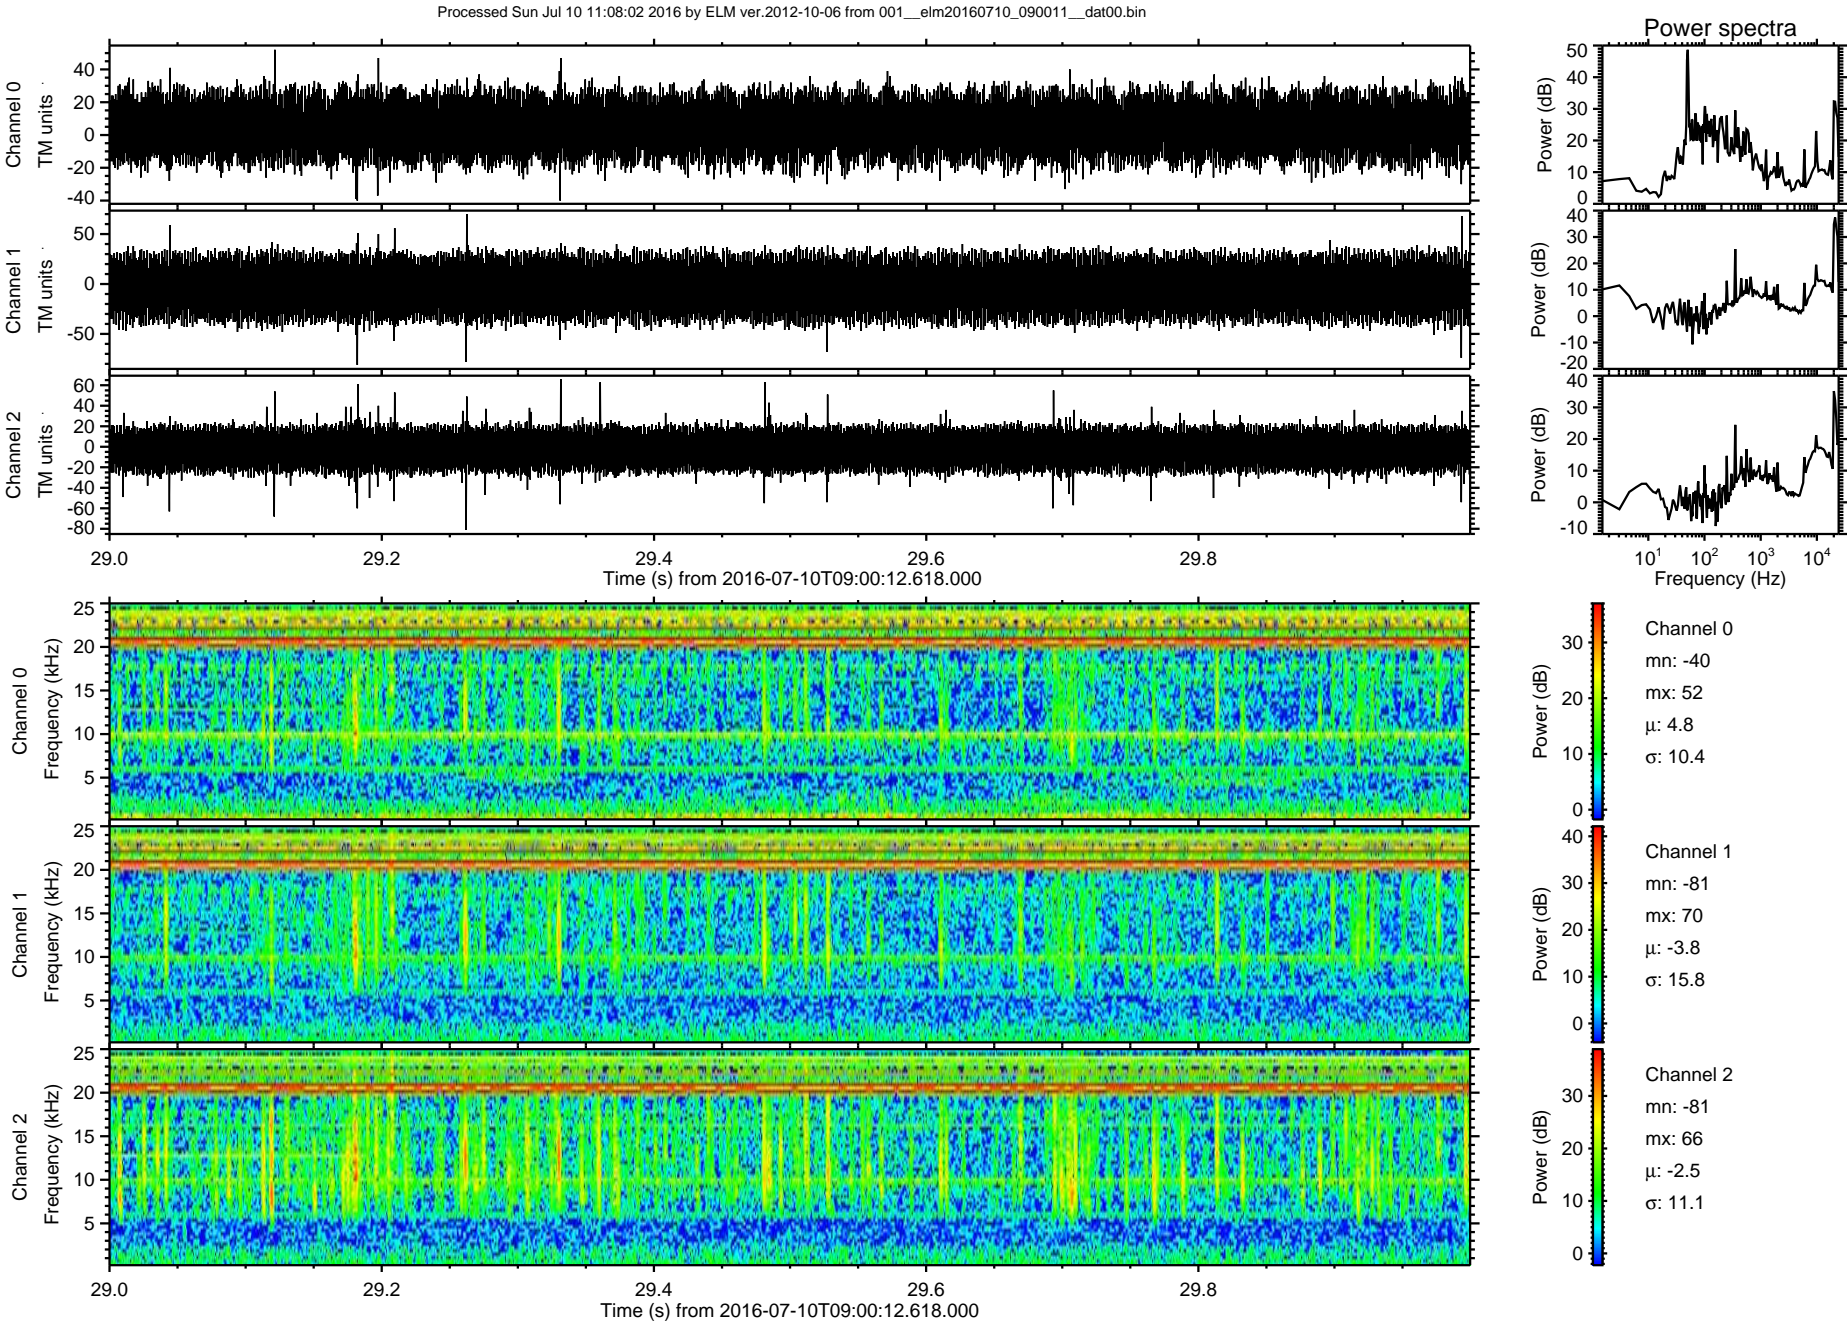 Processed Sun Jul 10 11:08:02 2016 by ELM ver.2012-10-06 from 001__elm20160710_090011__dat00.bin
Power spectra
Channel 0
TM units
40
20
0
-20
-40
Power (dB)
50
40
30
20
10
0
Channel 1
TM units
50
0
-50
Power (dB)
40
30
20
10
0
-10
-20
Channel 2
TM units
60
40
20
0
-20
-40
-60
-80
Power (dB)
40
30
20
10
0
-10
29.0 29.2 29.4 29.6 29.8
Time (s) from 2016-07-10T09:00:12.618.000
10¹ 10² 10³ 10⁴
Frequency (Hz)
Channel 0
Frequency (kHz)
25
20
15
10
5
Power (dB)
30
20
10
0
Channel 0
mn: -40
mx: 52
μ: 4.8
σ: 10.4
Channel 1
Frequency (kHz)
25
20
15
10
5
Power (dB)
40
30
20
10
0
Channel 1
mn: -81
mx: 70
μ: -3.8
σ: 15.8
Channel 2
Frequency (kHz)
25
20
15
10
5
Power (dB)
30
20
10
0
Channel 2
mn: -81
mx: 66
μ: -2.5
σ: 11.1
29.0 29.2 29.4 29.6 29.8
Time (s) from 2016-07-10T09:00:12.618.000